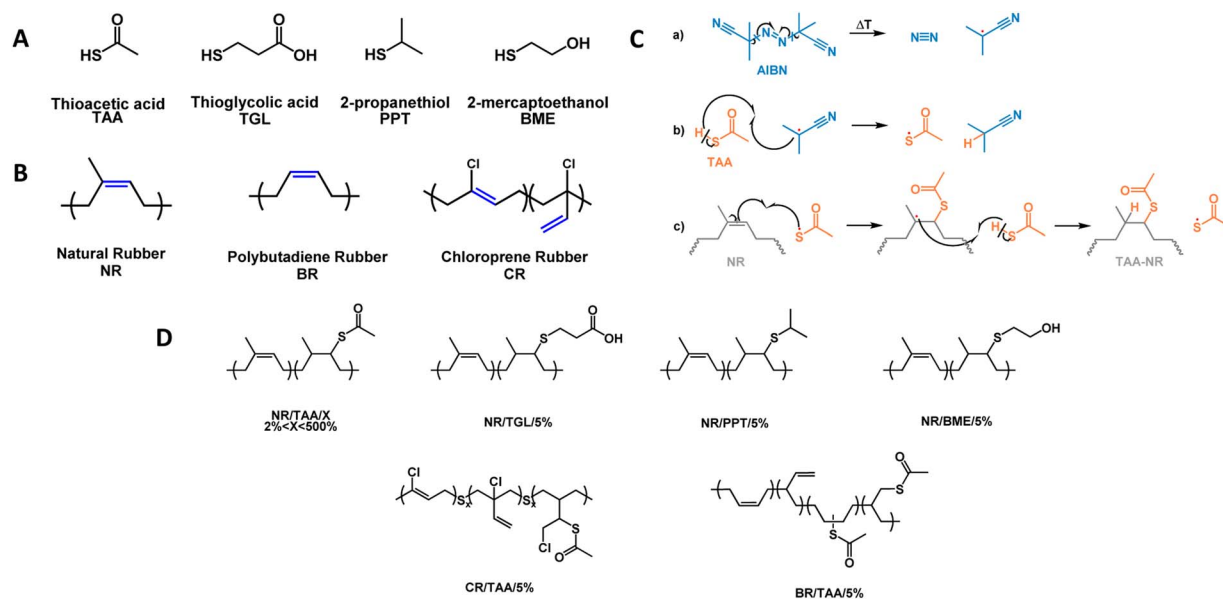 A
O
HS
Thioacetic acid
TAA
O
HS
OH
Thioglycolic acid
TGL
HS
2-propanethiol
PPT
HS
OH
2-mercaptoethanol
BME
B
Natural Rubber
NR
Polybutadiene Rubber
BR
Cl
Cl
Chloroprene Rubber
CR
C
a)
N
N=N
N
AIBN
ΔT
N≡N
N
b)
H
S
O
TAA
N
S
O
H
N
c)
NR
S
O
O
S
H
S
O
O
S
H
TAA-NR
S
O
D
O
S
NR/TAA/X
2%<X<500%
S
O
OH
NR/TGL/5%
S
NR/PPT/5%
S
OH
NR/BME/5%
Cl
Sx
Cl
Sx
S
Cl
O
CR/TAA/5%
O
S
S
O
BR/TAA/5%